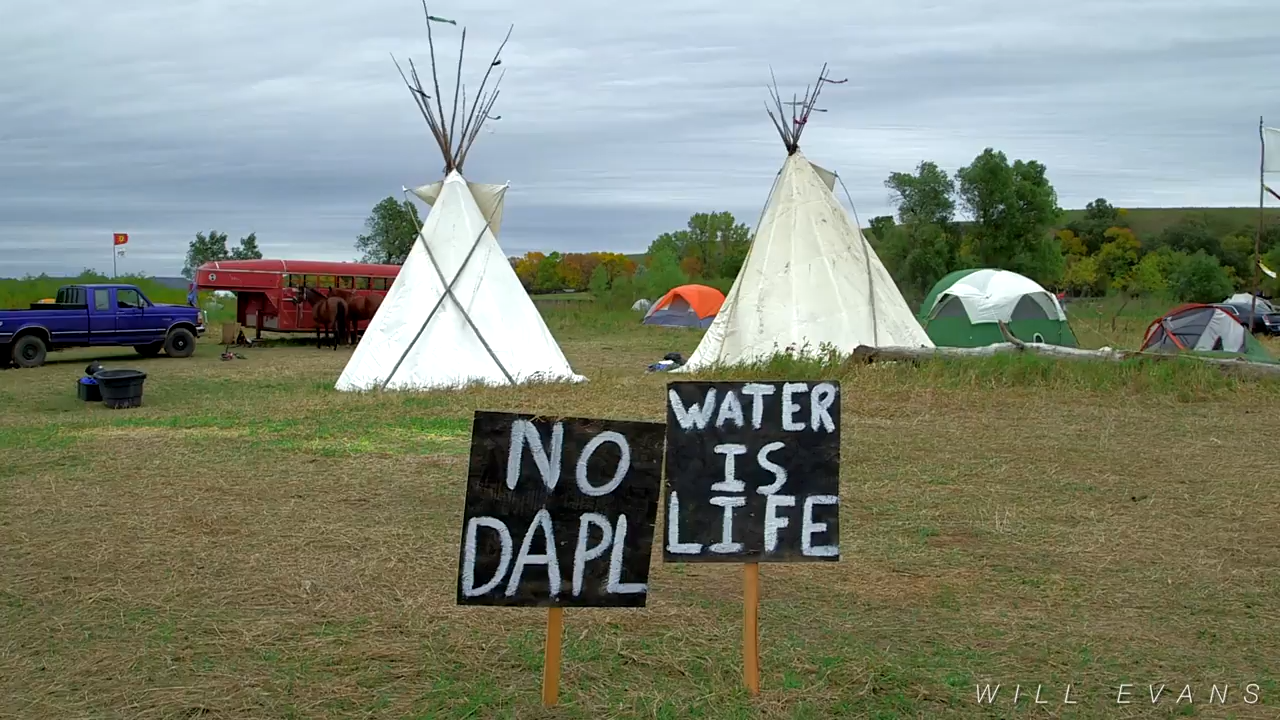 NO
DAPL
WATER
IS
LIFE
WILL EVANS